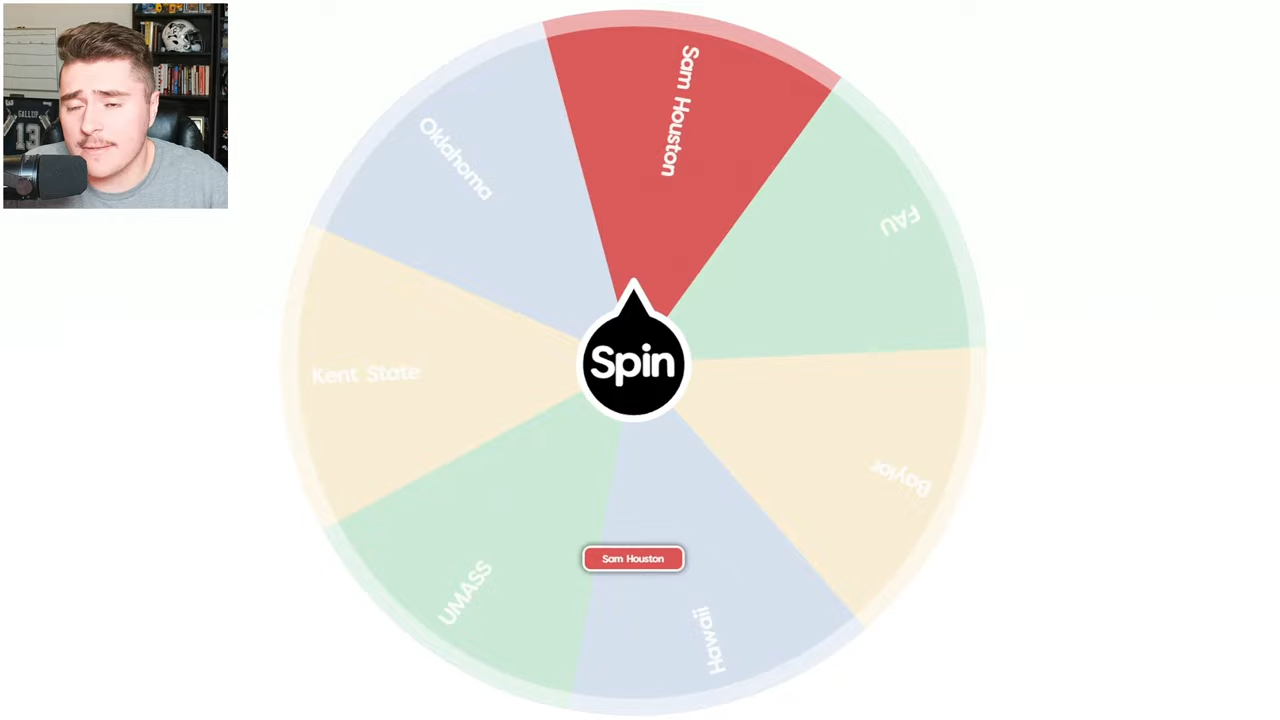 GALLUP
13
Sam Houston
Oklahoma
FAU
Kent State
Spin
Baylor
UMASS
Sam Houston
Hawaii